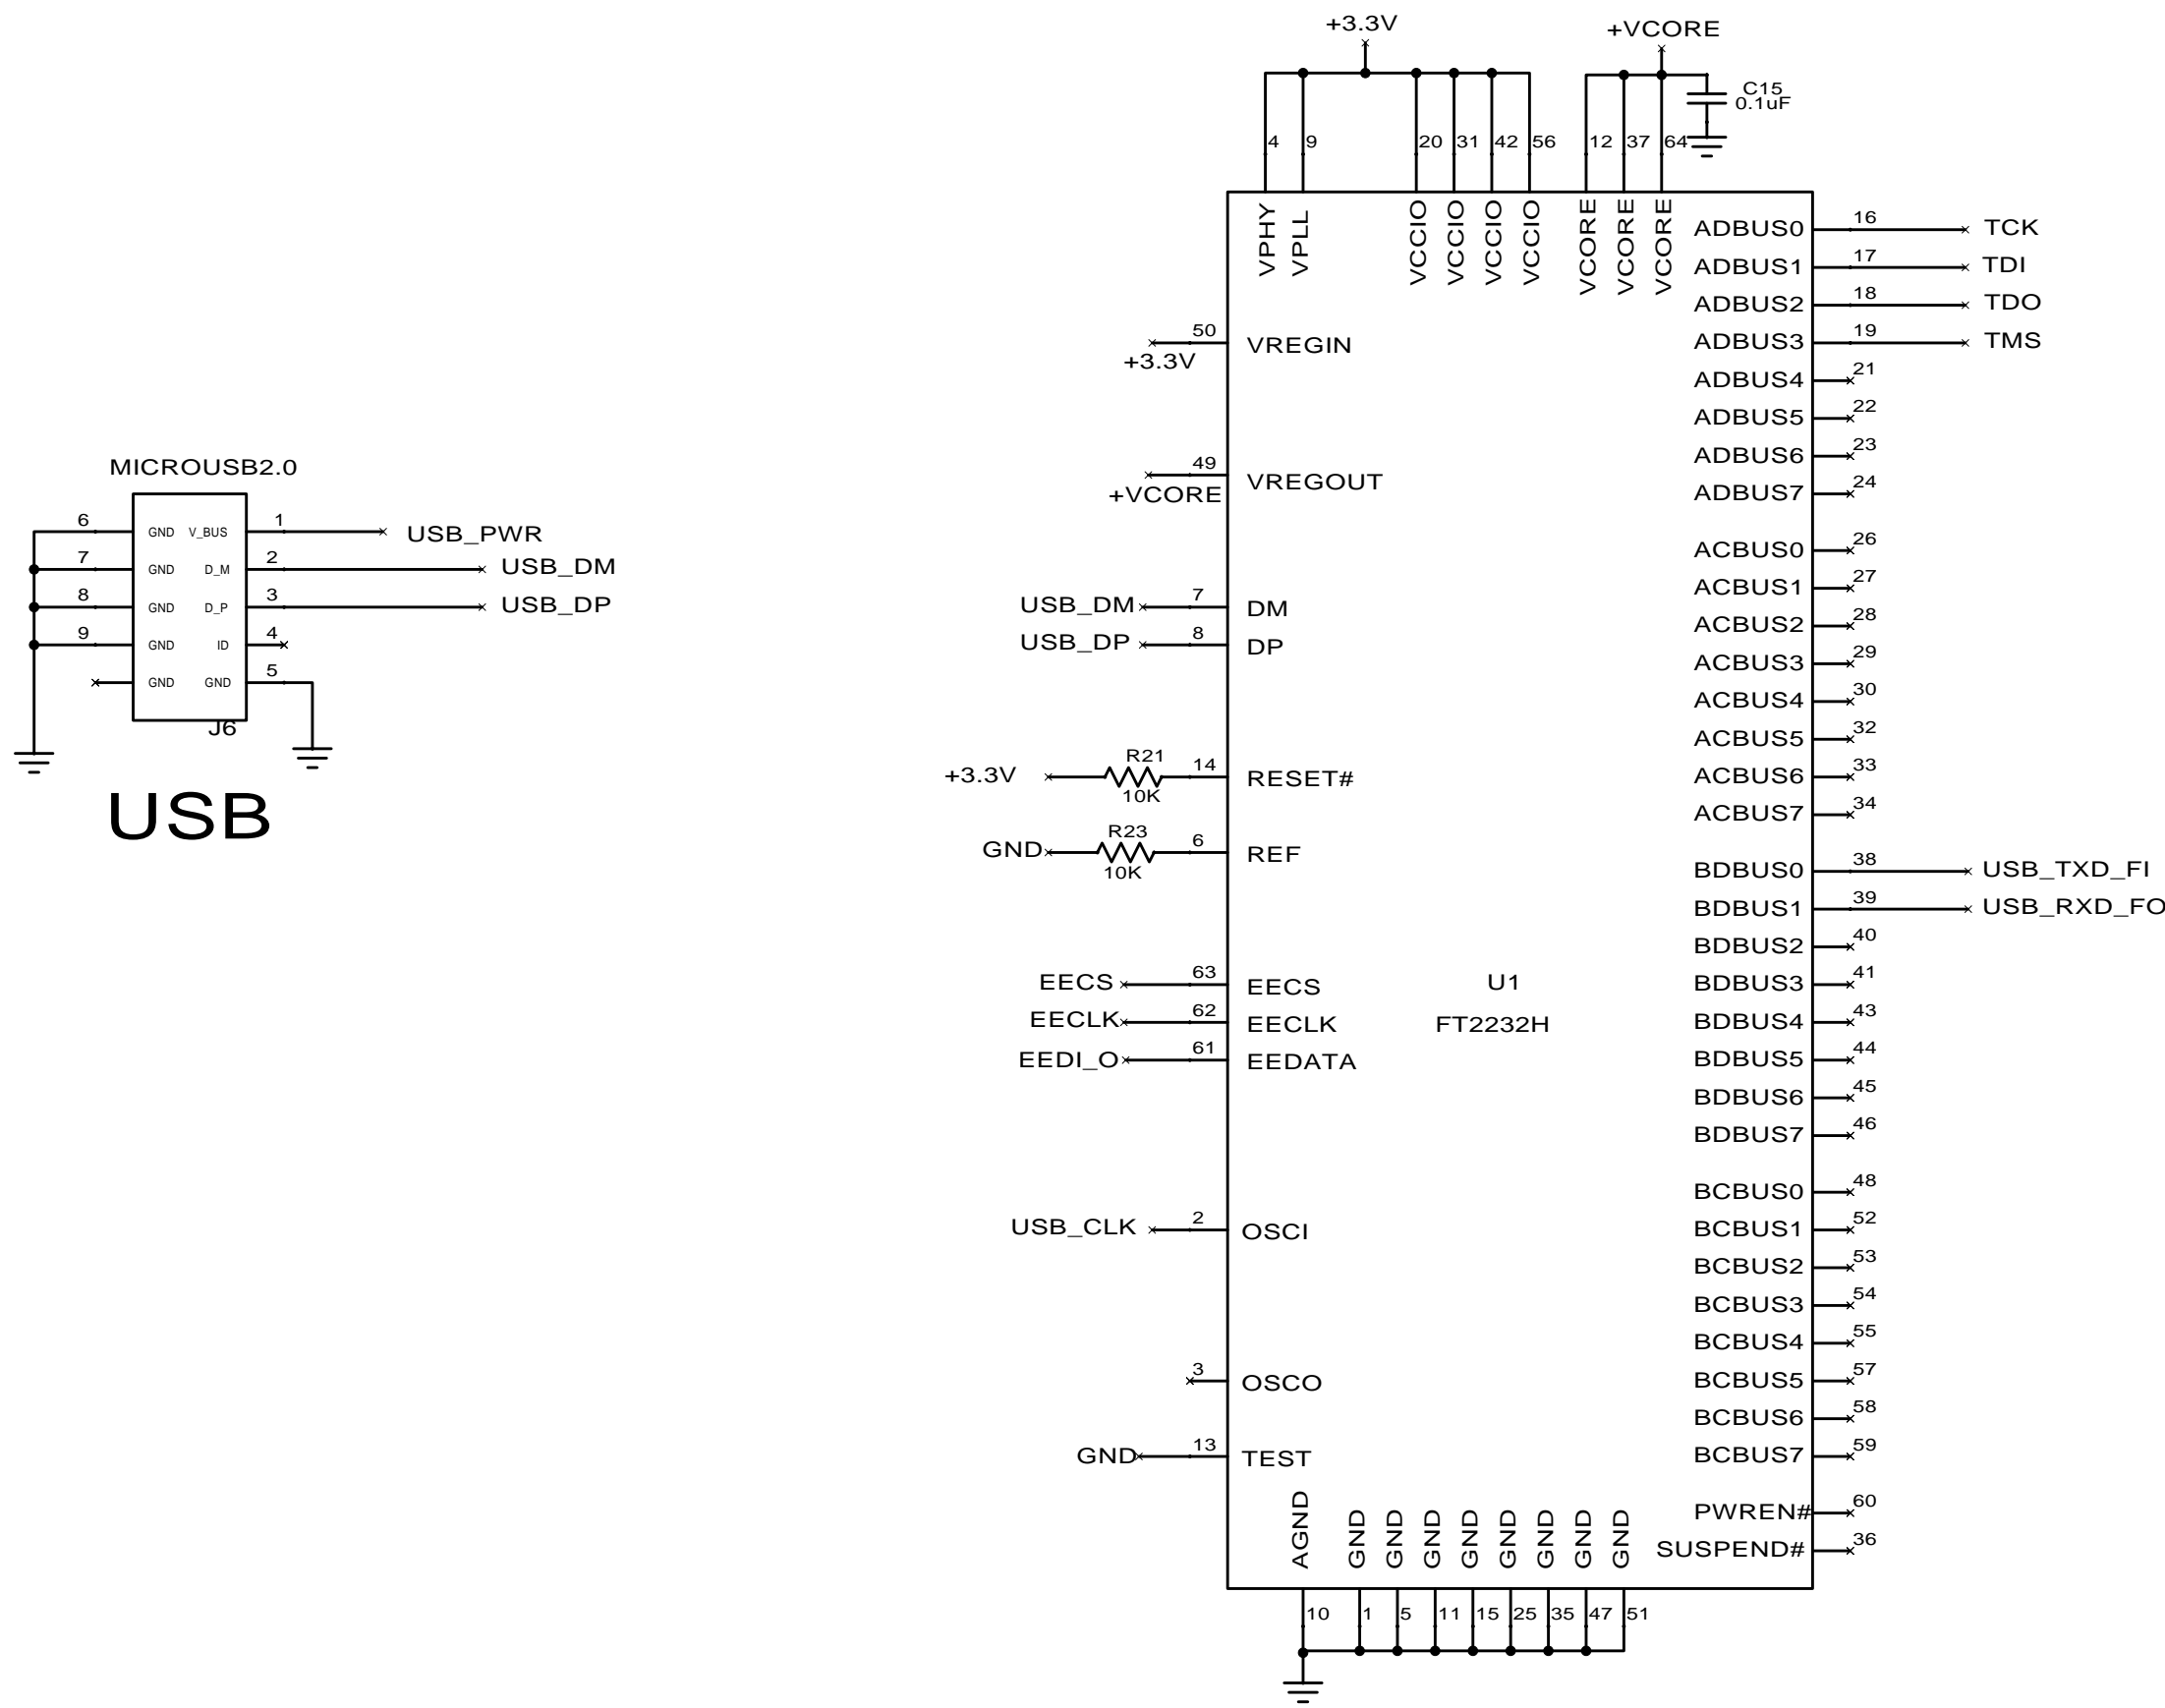 +3.3V
+VCORE
C15
0.1uF
4 9 20 31 42 56 12 37 64
VPHY VPLL VCCIO VCCIO VCCIO VCCIO VCORE VCORE VCORE
ADBUS0 16 TCK
ADBUS1 17 TDI
ADBUS2 18 TDO
ADBUS3 19 TMS
ADBUS4 21
ADBUS5 22
ADBUS6 23
ADBUS7 24
ACBUS0 26
ACBUS1 27
ACBUS2 28
ACBUS3 29
ACBUS4 30
ACBUS5 32
ACBUS6 33
ACBUS7 34
BDBUS0 38 USB_TXD_FI
BDBUS1 39 USB_RXD_FO
BDBUS2 40
BDBUS3 41
BDBUS4 43
BDBUS5 44
BDBUS6 45
BDBUS7 46
BCBUS0 48
BCBUS1 52
BCBUS2 53
BCBUS3 54
BCBUS4 55
BCBUS5 57
BCBUS6 58
BCBUS7 59
PWREN# 60
SUSPEND# 36
+3.3V 50 VREGIN
+VCORE 49 VREGOUT
USB_DM 7 DM
USB_DP 8 DP
+3.3V R21 10K 14 RESET#
GND R23 10K 6 REF
EECS 63 EECS
EECLK 62 EECLK
EEDI_O 61 EEDATA
USB_CLK 2 OSCI
3 OSCO
GND 13 TEST
U1
FT2232H
AGND GND GND GND GND GND GND GND GND
10 1 5 11 15 25 35 47 51
MICROUSB2.0
6 GND V_BUS 1 USB_PWR
7 GND D_M 2 USB_DM
8 GND D_P 3 USB_DP
9 GND ID 4
GND GND 5
J6
USB